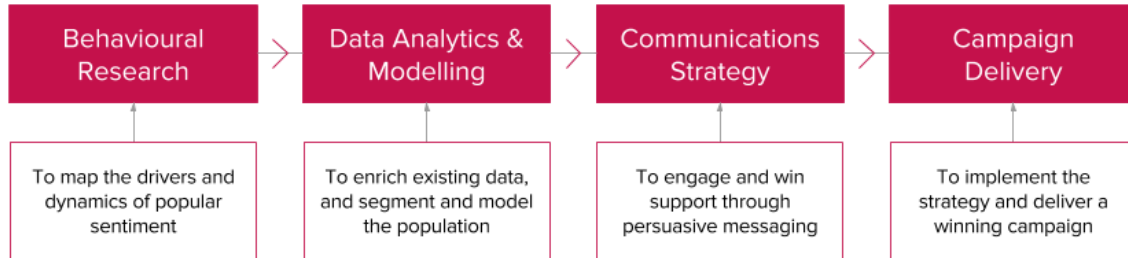 Behavioural
Research
Data Analytics &
Modelling
Communications
Strategy
Campaign
Delivery
To map the drivers and
dynamics of popular
sentiment
To enrich existing data,
and segment and model
the population
To engage and win
support through
persuasive messaging
To implement the
strategy and deliver a
winning campaign